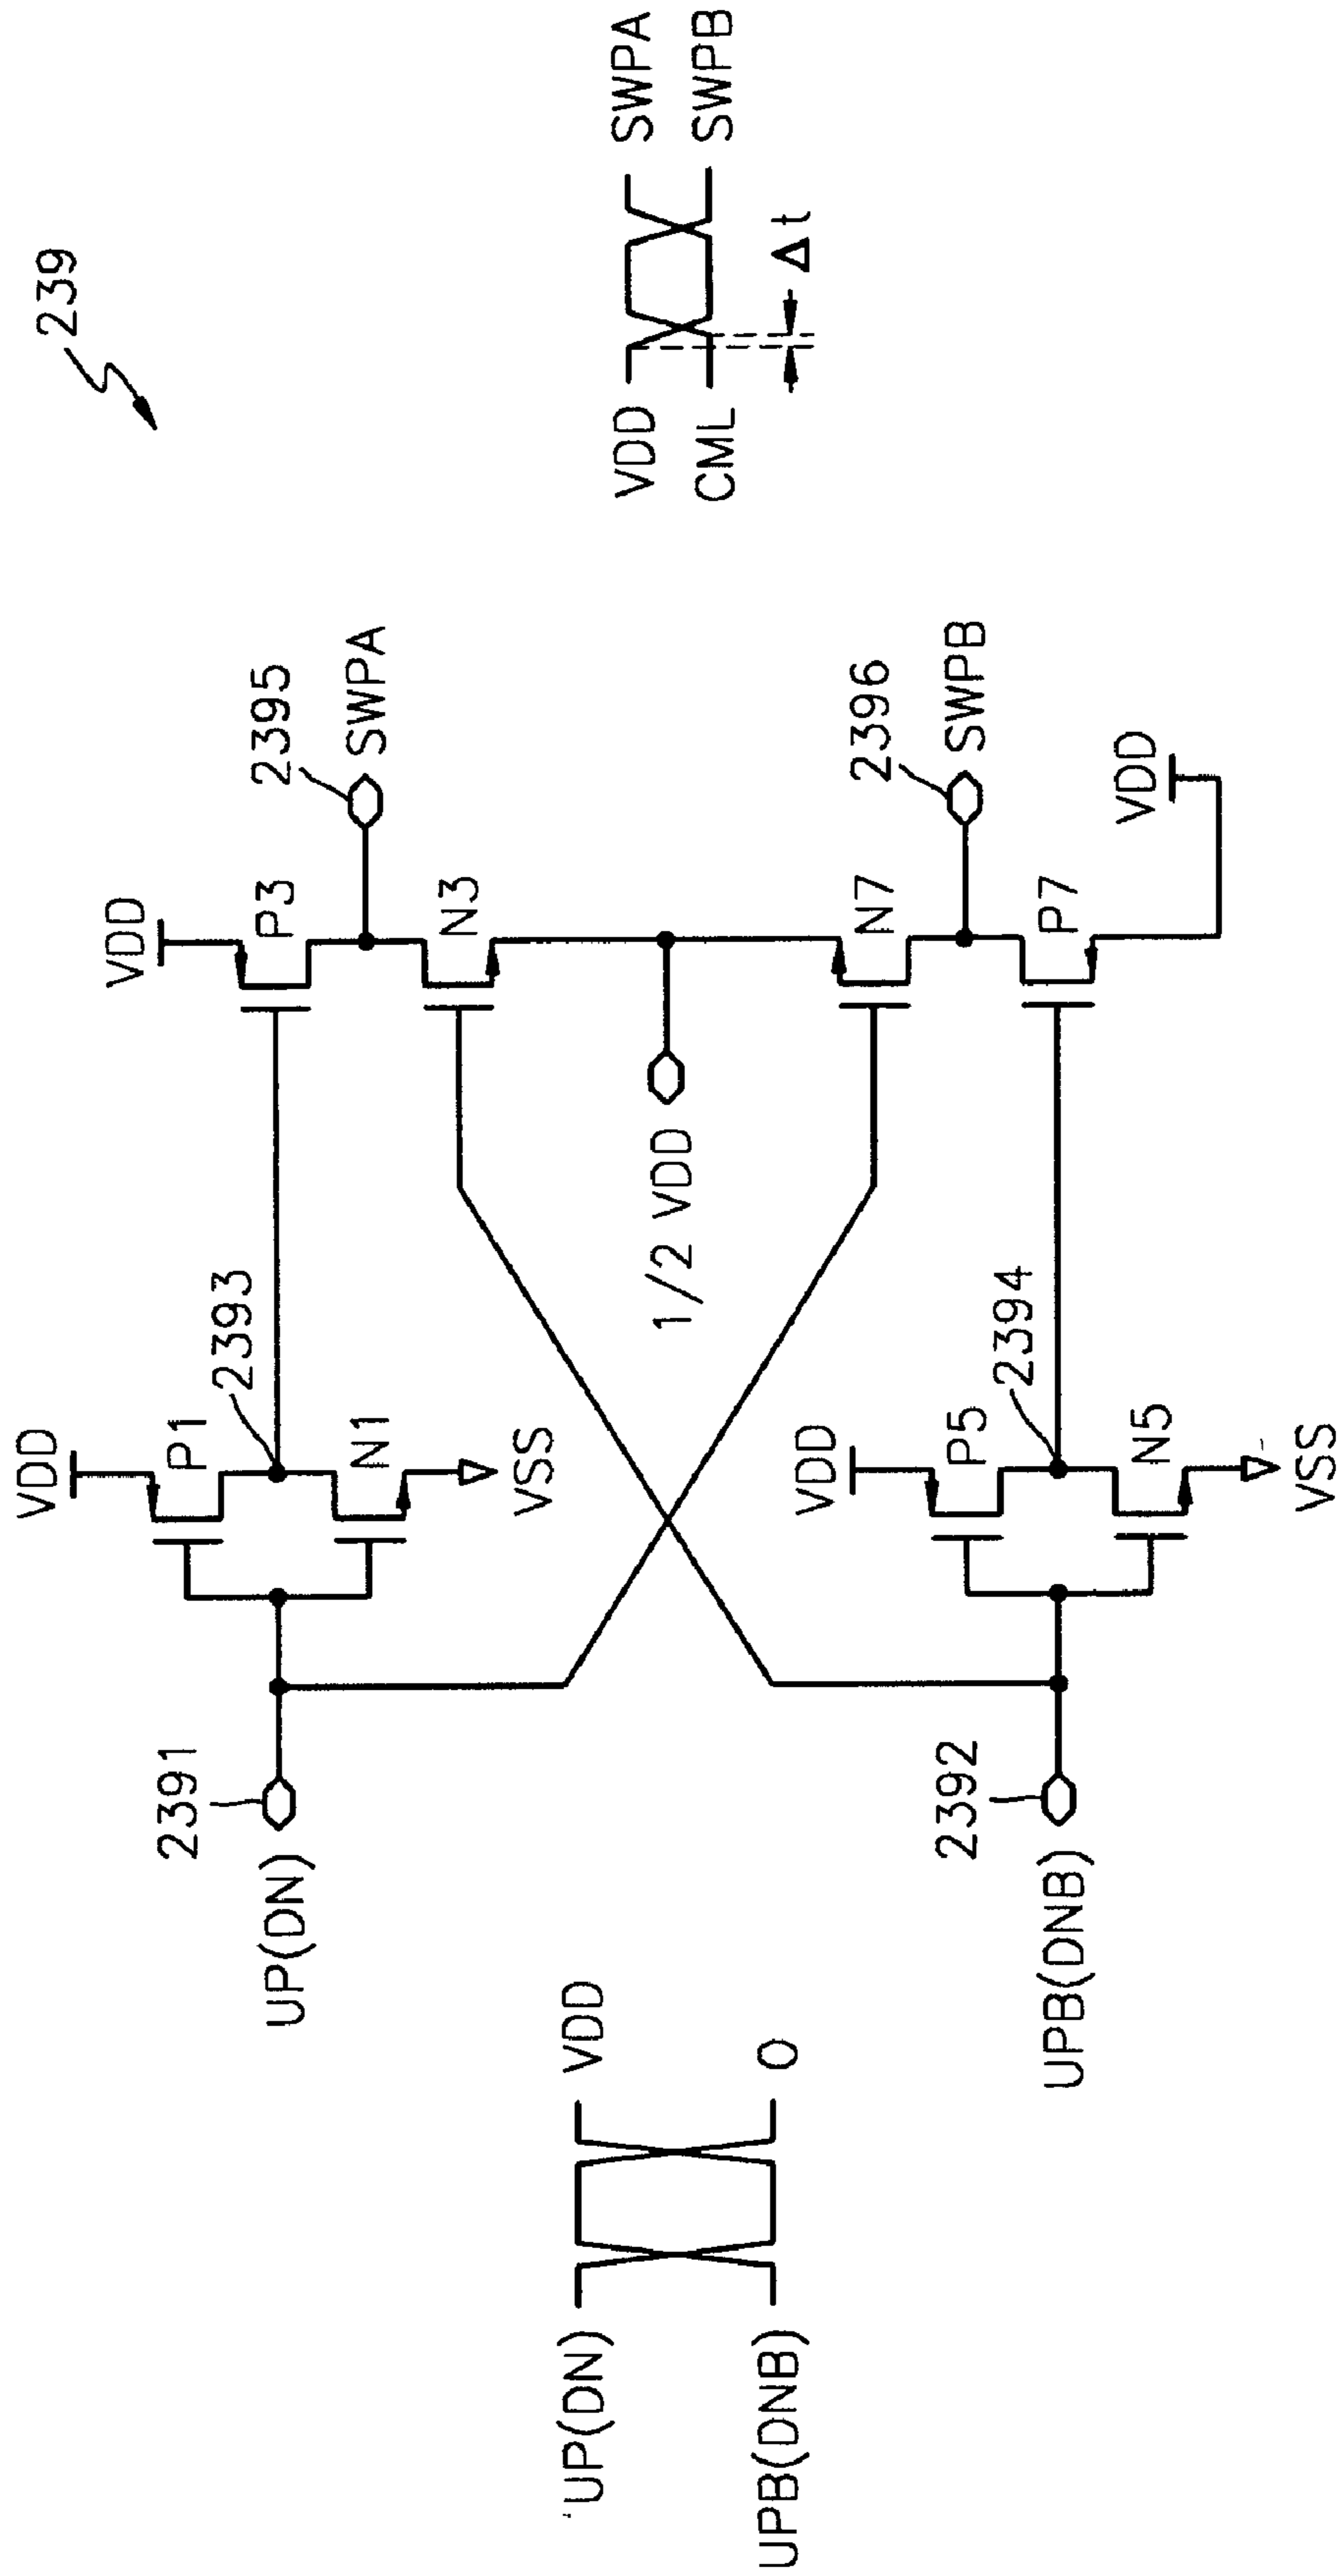 239
VDD
P1
2393
N1
VSS
2391
UP(DN)
VDD
P3
2395
SWPA
N3
1/2 VDD
N7
2396
SWPB
P7
VDD
VDD
P5
2394
N5
VSS
2392
UPB(DNB)
UP(DN)
VDD
UPB(DNB)
0
VDD
SWPA
CML
SWPB
Δt